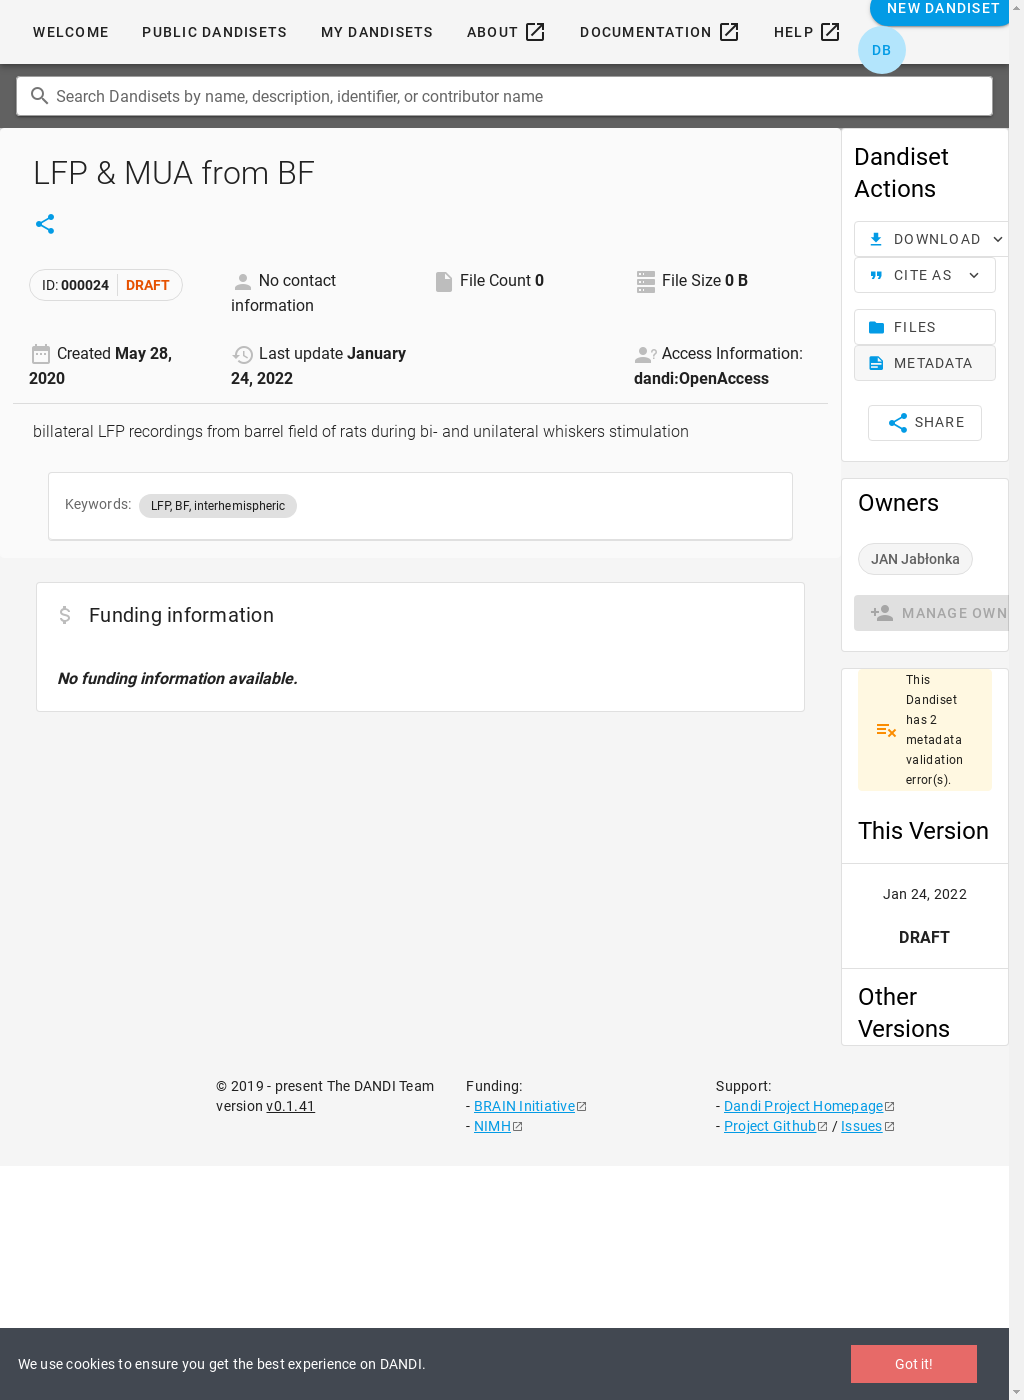 WELCOME PUBLIC DANDISETS MY DANDISETS ABOUT DOCUMENTATION HELP NEW DANDISET
DB
Search Dandisets by name, description, identifier, or contributor name
LFP & MUA from BF
ID: 000024 DRAFT
No contact information
File Count 0
File Size 0 B
Created May 28, 2020
Last update January 24, 2022
Access Information: dandi:OpenAccess
billateral LFP recordings from barrel field of rats during bi- and unilateral whiskers stimulation
Keywords: LFP, BF, interhemispheric
Funding information
No funding information available.
Dandiset
Actions
DOWNLOAD
CITE AS
FILES
METADATA
SHARE
Owners
JAN Jabłonka
MANAGE OWN
This
Dandiset
has 2
metadata
validation
error(s).
This Version
Jan 24, 2022
DRAFT
Other
Versions
© 2019 - present The DANDI Team
version v0.1.41
Funding:
- BRAIN Initiative
- NIMH
Support:
- Dandi Project Homepage
- Project Github / Issues
We use cookies to ensure you get the best experience on DANDI.
Got it!